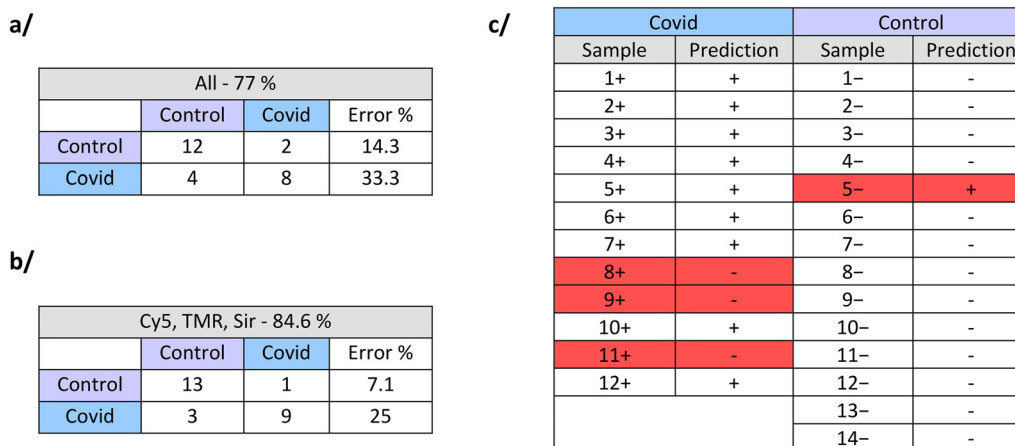 a/
All - 77 %
Control Covid Error %
Control 12 2 14.3
Covid 4 8 33.3
b/
Cy5, TMR, Sir - 84.6 %
Control Covid Error %
Control 13 1 7.1
Covid 3 9 25
c/
Covid Control
Sample Prediction Sample Prediction
1+ + 1− -
2+ + 2− -
3+ + 3− -
4+ + 4− -
5+ + 5− +
6+ + 6− -
7+ + 7− -
8+ - 8− -
9+ - 9− -
10+ + 10− -
11+ - 11− -
12+ + 12− -
13− -
14− -